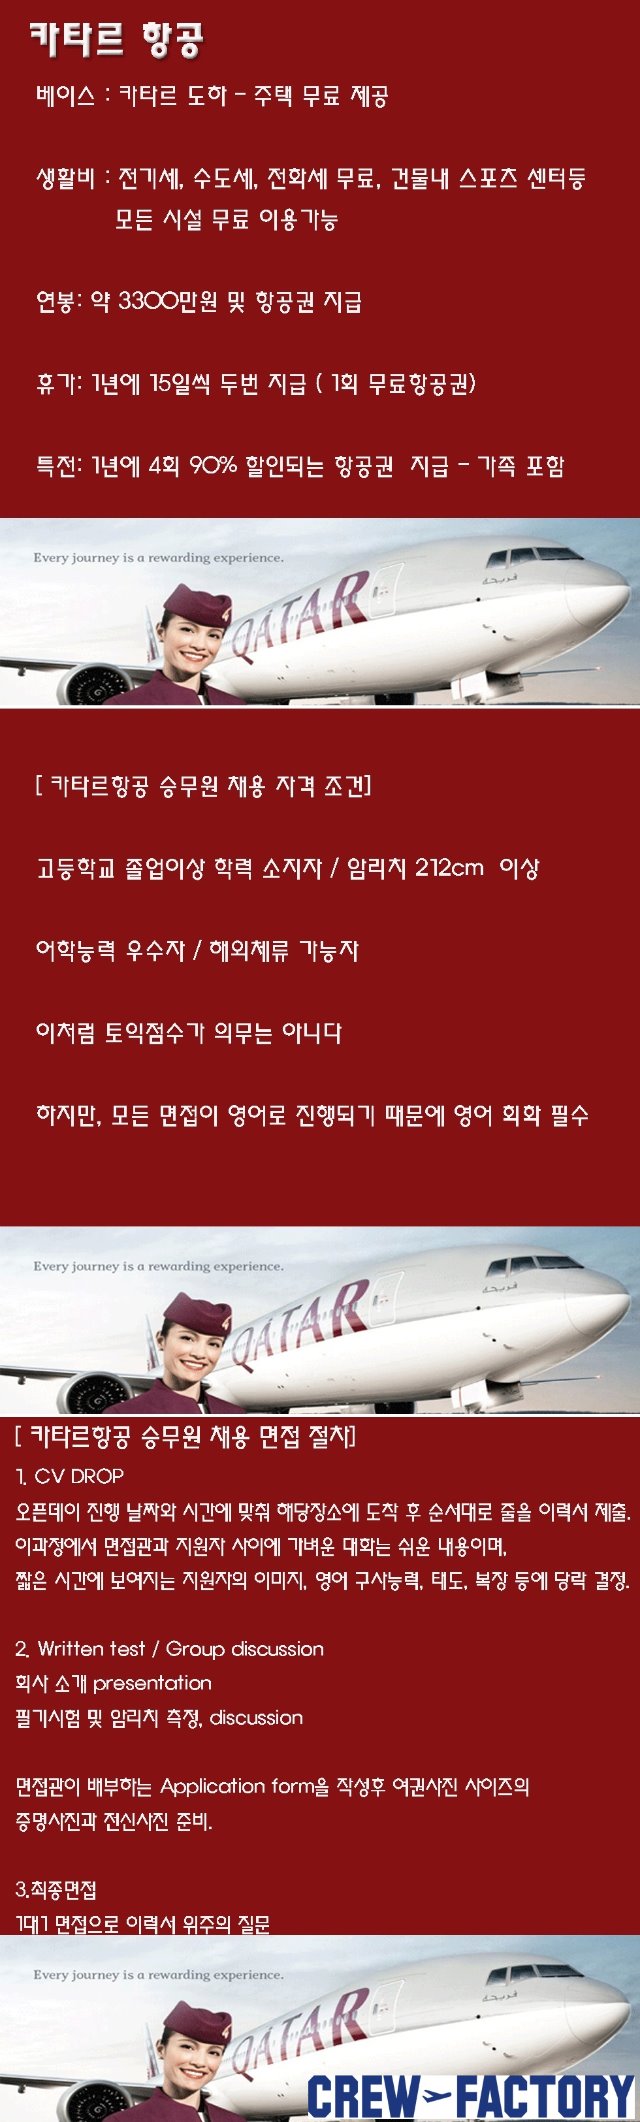 카타르 항공
베이스 : 카타르 도하 - 주택 무료 제공
생활비 : 전기세, 수도세, 전화세 무료, 건물내 스포츠 센터등
모든 시설 무료 이용가능
연봉: 약 3300만원 및 항공권 지급
휴가: 1년에 15일씩 두번 지급 ( 1회 무료항공권)
특전: 1년에 4회 90% 할인되는 항공권 지급 - 가족 포함
Every journey is a rewarding experience.
QATAR
قريحة
[ 카타르항공 승무원 채용 자격 조건]
고등학교 졸업이상 학력 소지자 / 암리치 212cm 이상
어학능력 우수자 / 해외체류 가능자
이처럼 토익점수가 의무는 아니다
하지만, 모든 면접이 영어로 진행되기 때문에 영어 회화 필수
Every journey is a rewarding experience.
QATAR
قريحة
[ 카타르항공 승무원 채용 면접 절차]
1. CV DROP
오픈데이 진행 날짜와 시간에 맞춰 해당장소에 도착 후 순서대로 줄을 이력서 제출.
이과정에서 면접관과 지원자 사이에 가벼운 대화는 쉬운 내용이며,
짧은 시간에 보여지는 지원자의 이미지, 영어 구사능력, 태도, 복장 등에 당락 결정.
2. Written test / Group discussion
회사 소개 presentation
필기시험 및 암리치 측정, discussion
면접관이 배부하는 Application form을 작성후 여권사진 사이즈의
증명사진과 전신사진 준비.
3.최종면접
1대1 면접으로 이력서 위주의 질문
Every journey is a rewarding experience.
QATAR
قريحة
CREW FACTORY